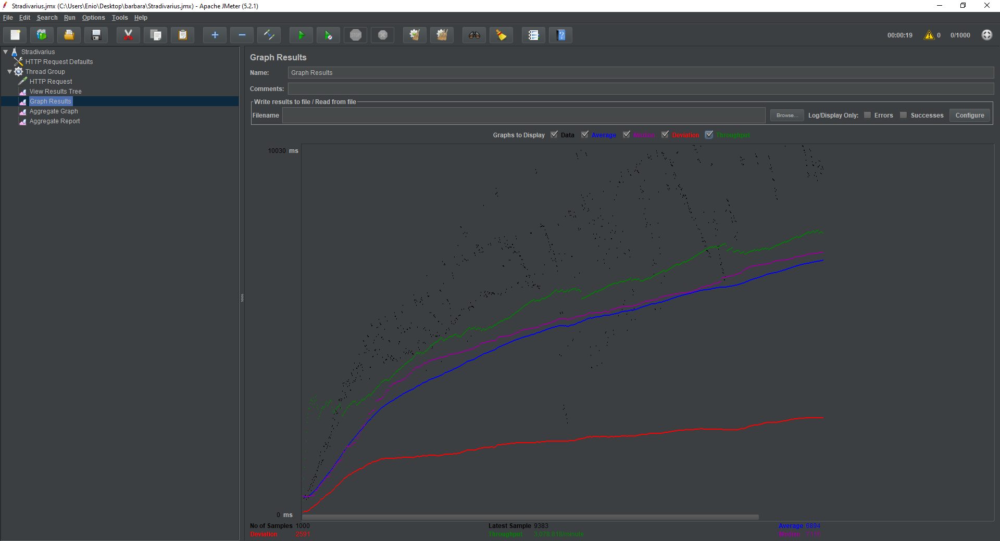 Stradivarius.jmx (C:\Users\Enio\Desktop\barbara\Stradivarius.jmx) - Apache JMeter (5.2.1)
File Edit Search Run Options Tools Help
STOP
00:00:19 0 0/1000
Stradivarius
HTTP Request Defaults
Thread Group
HTTP Request
View Results Tree
Graph Results
Aggregate Graph
Aggregate Report
Graph Results
Name: Graph Results
Comments:
Write results to file / Read from file
Filename Browse... Log/Display Only: Errors Successes Configure
Graphs to Display Data Average Median Deviation Throughput
10030 ms
0 ms
No of Samples 1000 Latest Sample 9383 Average 6894
Deviation 2591 Throughput 3,078.818/minute Median